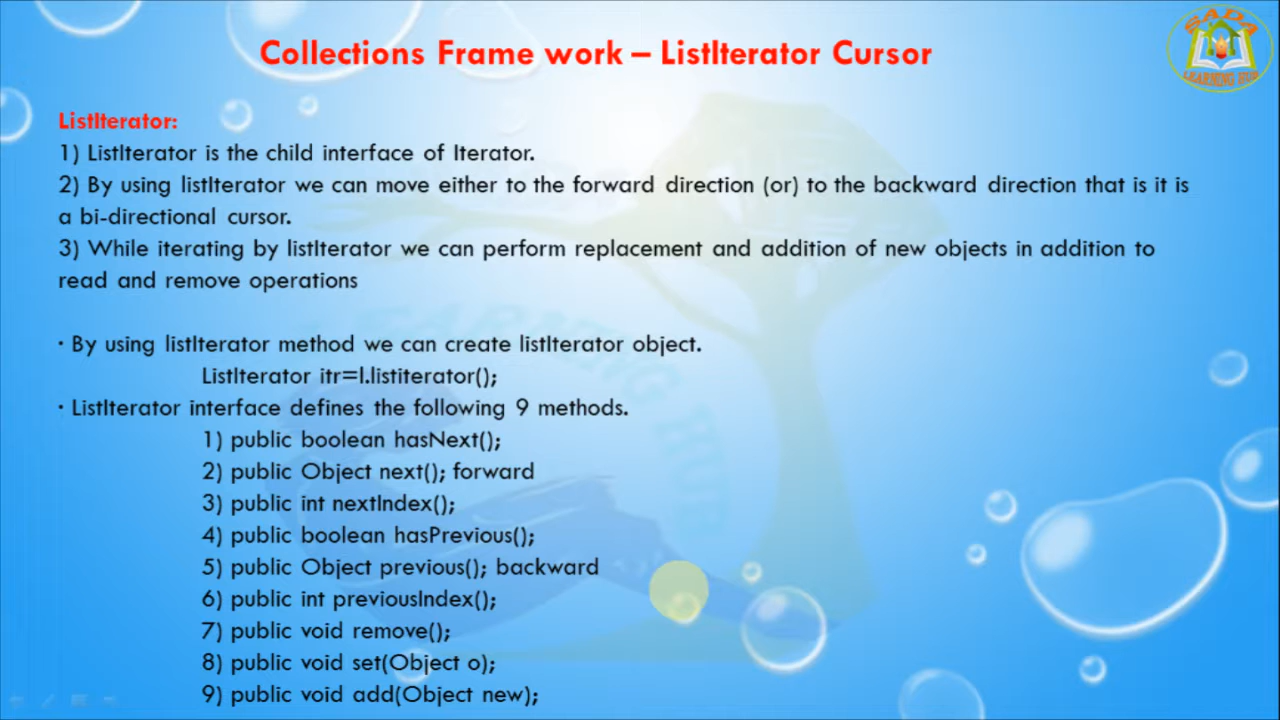 Collections Frame work – ListIterator Cursor
SADA
LEARNING HUB
ListIterator:
1) ListIterator is the child interface of Iterator.
2) By using listIterator we can move either to the forward direction (or) to the backward direction that is it is
a bi-directional cursor.
3) While iterating by listIterator we can perform replacement and addition of new objects in addition to
read and remove operations
· By using listIterator method we can create listIterator object.
ListIterator itr=l.listiterator();
· ListIterator interface defines the following 9 methods.
1) public boolean hasNext();
2) public Object next(); forward
3) public int nextIndex();
4) public boolean hasPrevious();
5) public Object previous(); backward
6) public int previousIndex();
7) public void remove();
8) public void set(Object o);
9) public void add(Object new);
LEARNING HUB